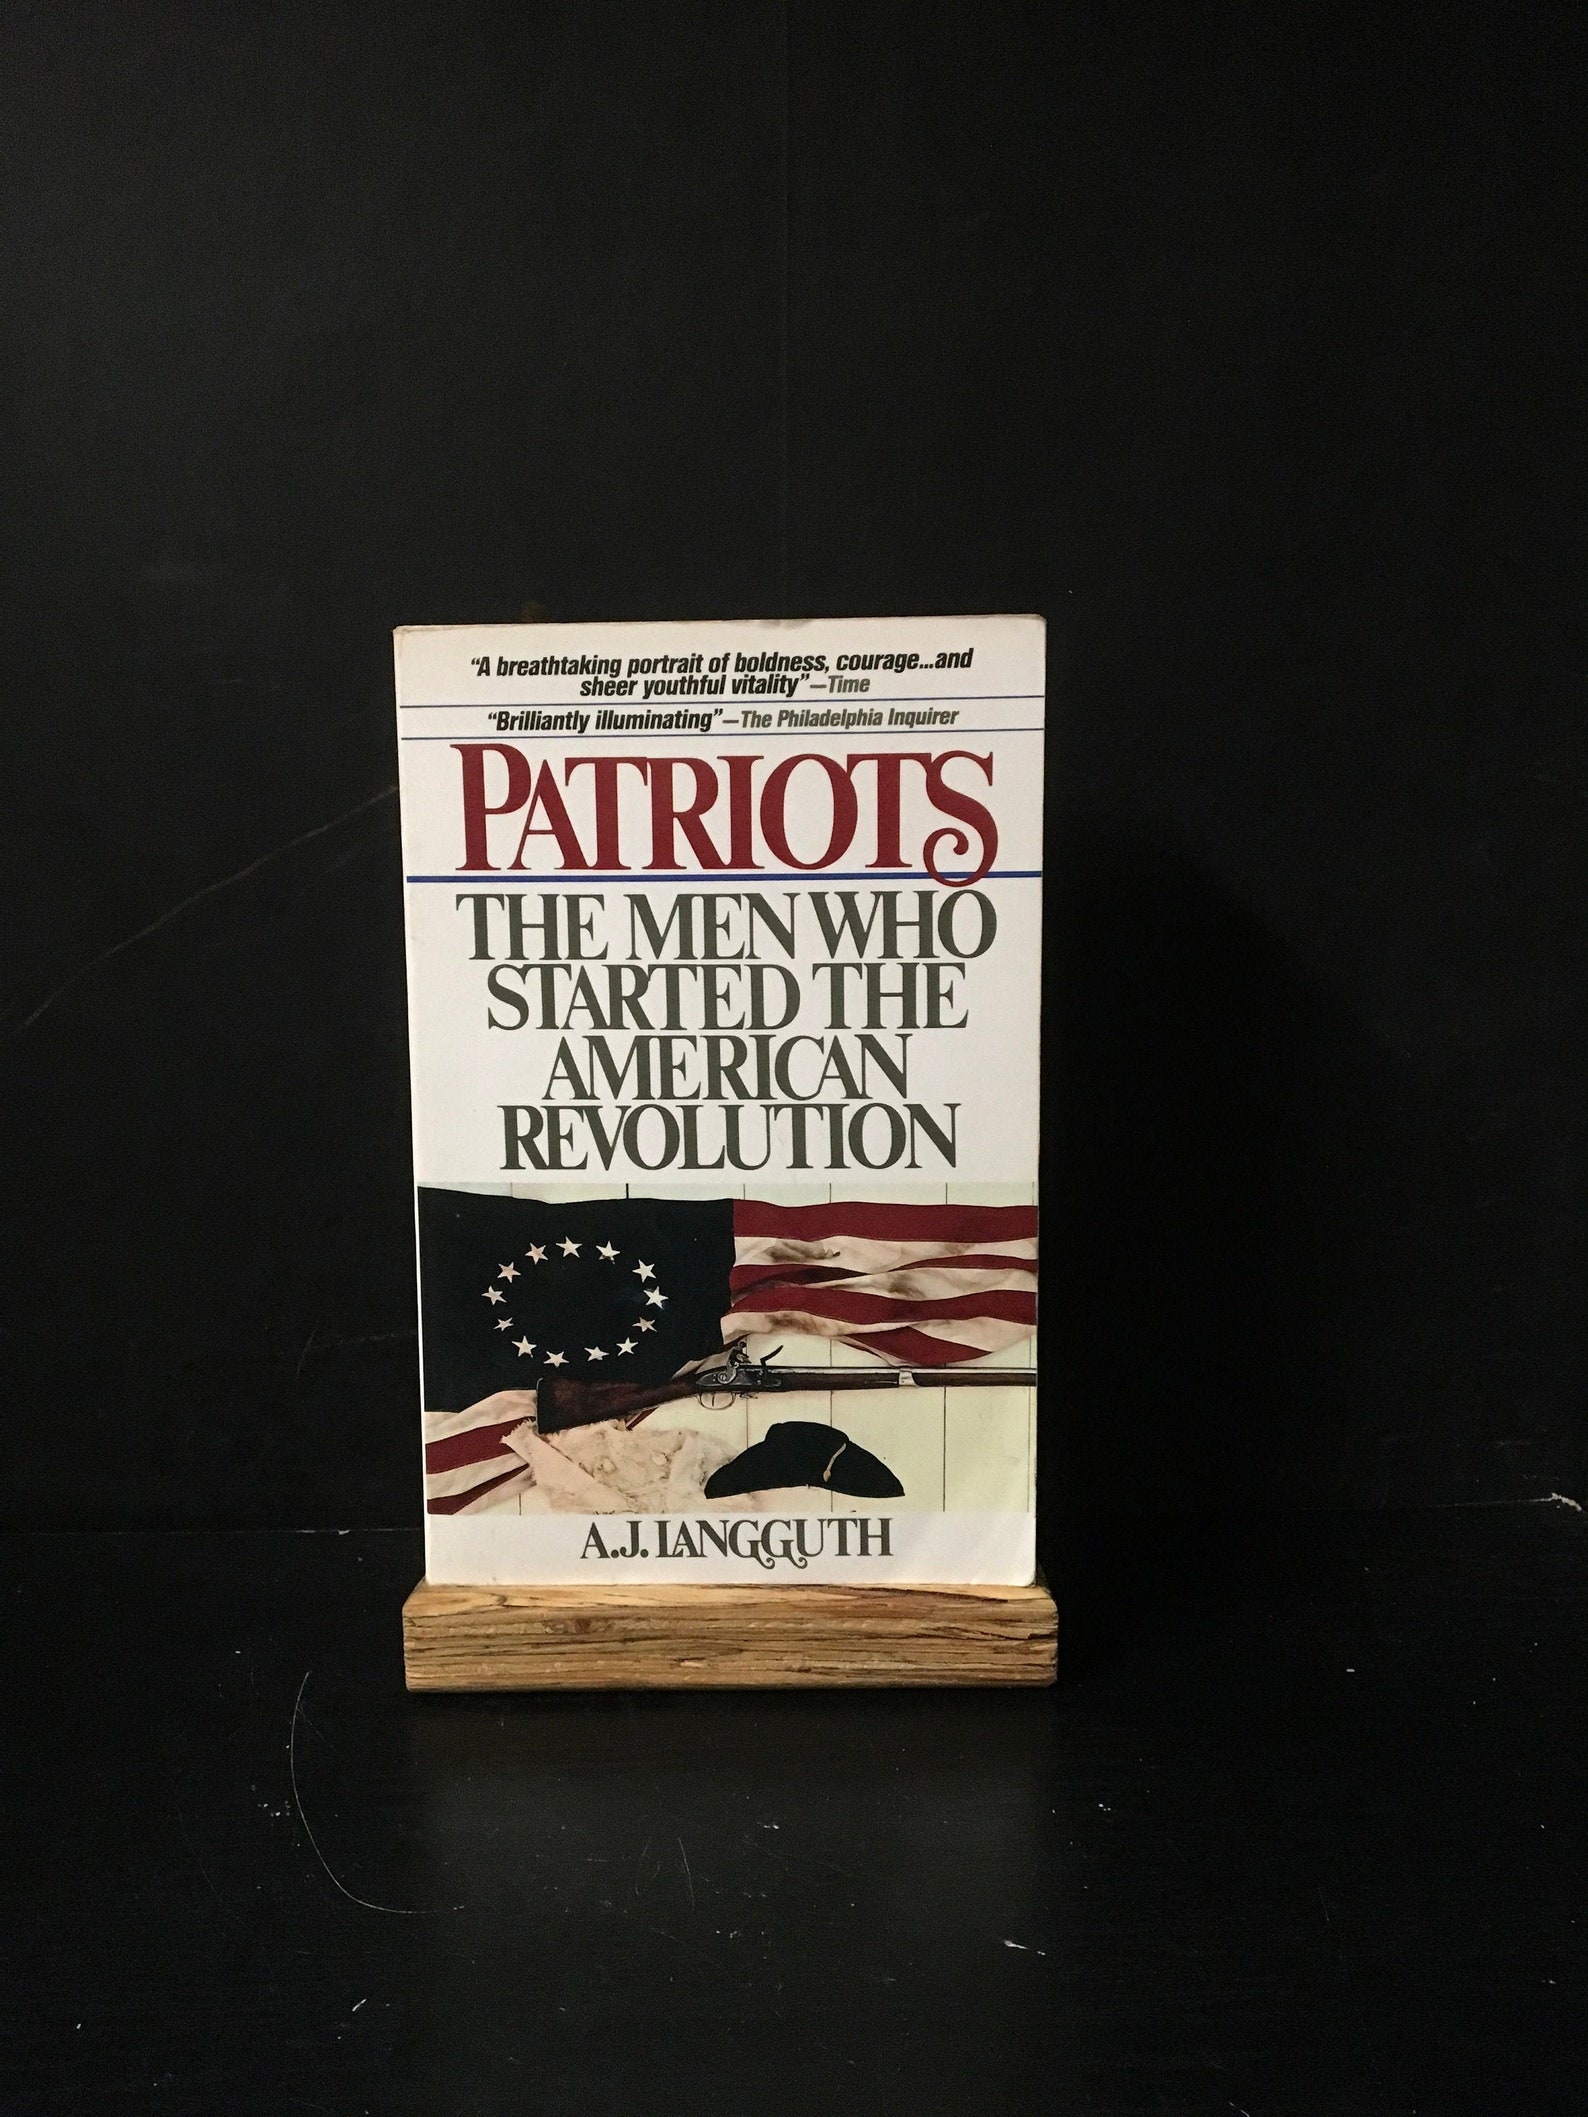 "A breathtaking portrait of boldness, courage...and
sheer youthful vitality"—Time
"Brilliantly illuminating"—The Philadelphia Inquirer
PATRIOTS
THE MEN WHO
STARTED THE
AMERICAN
REVOLUTION
A.J. LANGGUTH